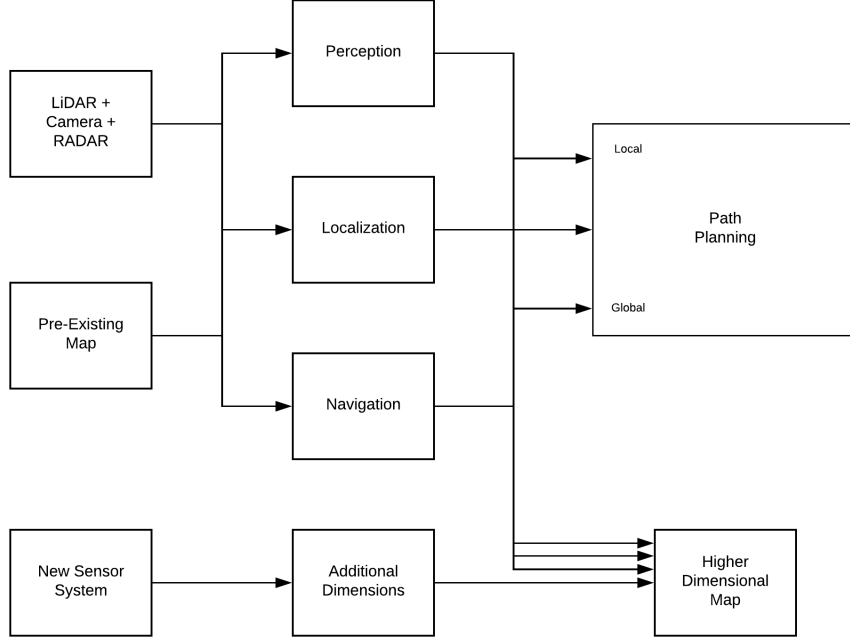 Perception
LiDAR +
Camera +
RADAR
Local
Path
Planning
Localization
Global
Pre-Existing
Map
Navigation
New Sensor
System
Additional
Dimensions
Higher
Dimensional
Map